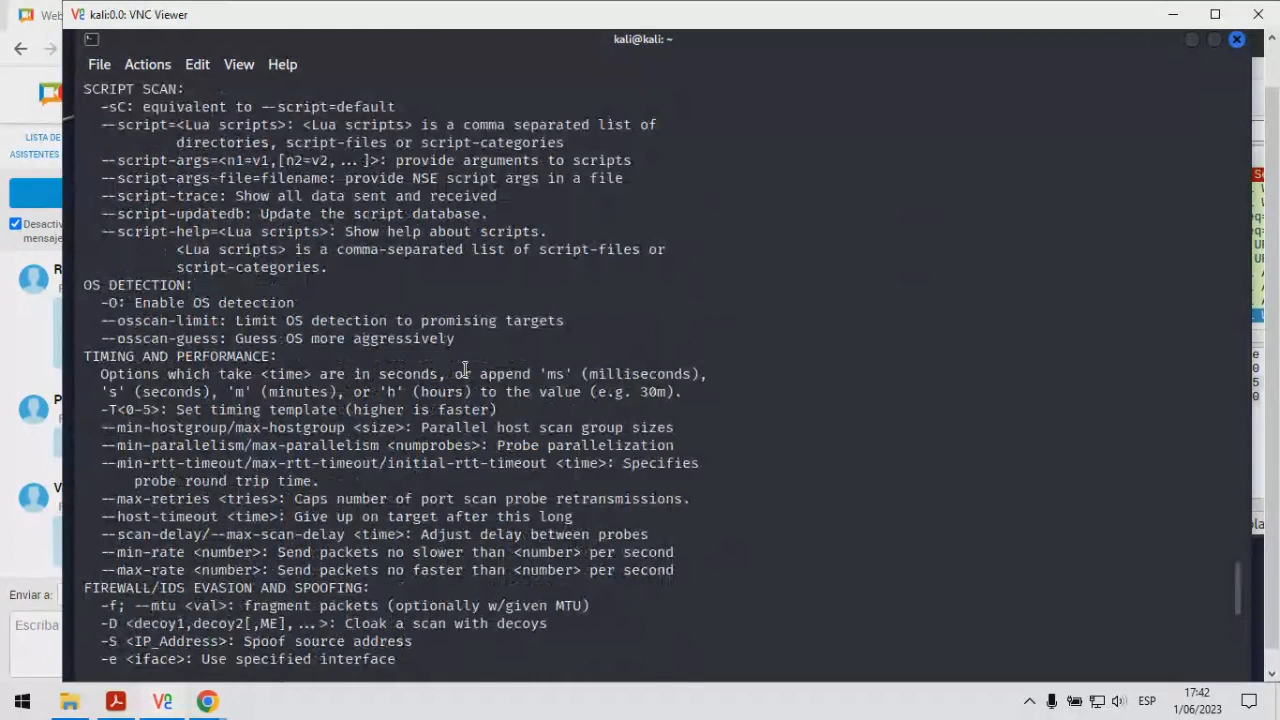 Web
kali:0.0: VNC Viewer
kali@kali: ~
File Actions Edit View Help
SCRIPT SCAN:
-sC: equivalent to --script=default
--script=<Lua scripts>: <Lua scripts> is a comma separated list of
directories, script-files or script-categories
--script-args=<n1=v1,[n2=v2,...]>: provide arguments to scripts
--script-args-file=filename: provide NSE script args in a file
--script-trace: Show all data sent and received
--script-updatedb: Update the script database.
--script-help=<Lua scripts>: Show help about scripts.
<Lua scripts> is a comma-separated list of script-files or
script-categories.
OS DETECTION:
-O: Enable OS detection
--osscan-limit: Limit OS detection to promising targets
--osscan-guess: Guess OS more aggressively
TIMING AND PERFORMANCE:
Options which take <time> are in seconds, or append 'ms' (milliseconds),
's' (seconds), 'm' (minutes), or 'h' (hours) to the value (e.g. 30m).
-T<0-5>: Set timing template (higher is faster)
--min-hostgroup/max-hostgroup <size>: Parallel host scan group sizes
--min-parallelism/max-parallelism <numprobes>: Probe parallelization
--min-rtt-timeout/max-rtt-timeout/initial-rtt-timeout <time>: Specifies
probe round trip time.
--max-retries <tries>: Caps number of port scan probe retransmissions.
--host-timeout <time>: Give up on target after this long
--scan-delay/--max-scan-delay <time>: Adjust delay between probes
--min-rate <number>: Send packets no slower than <number> per second
--max-rate <number>: Send packets no faster than <number> per second
FIREWALL/IDS EVASION AND SPOOFING:
-f; --mtu <val>: fragment packets (optionally w/given MTU)
-D <decoy1,decoy2[,ME],...>: Cloak a scan with decoys
-S <IP_Address>: Spoof source address
-e <iface>: Use specified interface
LISTA DE
ASISTENTES
Desactiv
mensaje
R
P
V
Enviar a:
Escriba
ESP
17:42
1/06/2023